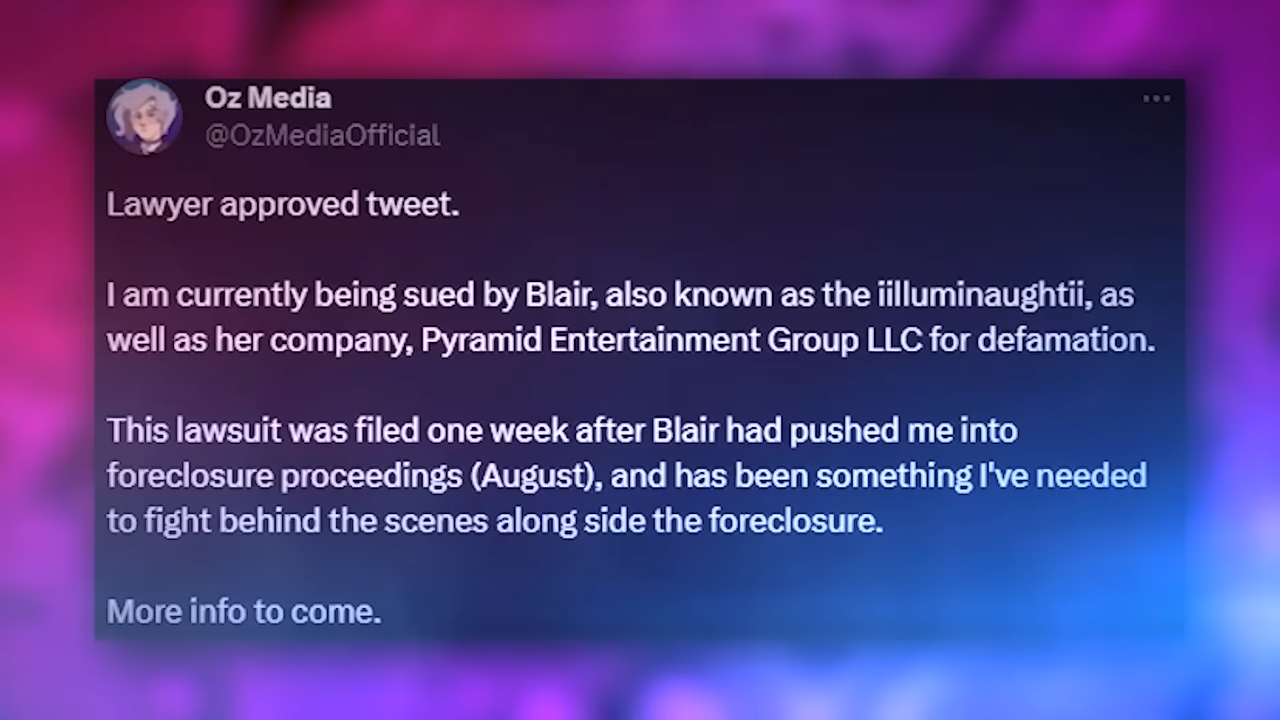 Oz Media
@OzMediaOfficial
Lawyer approved tweet.
I am currently being sued by Blair, also known as the iilluminaughtii, as
well as her company, Pyramid Entertainment Group LLC for defamation.
This lawsuit was filed one week after Blair had pushed me into
foreclosure proceedings (August), and has been something I've needed
to fight behind the scenes along side the foreclosure.
More info to come.